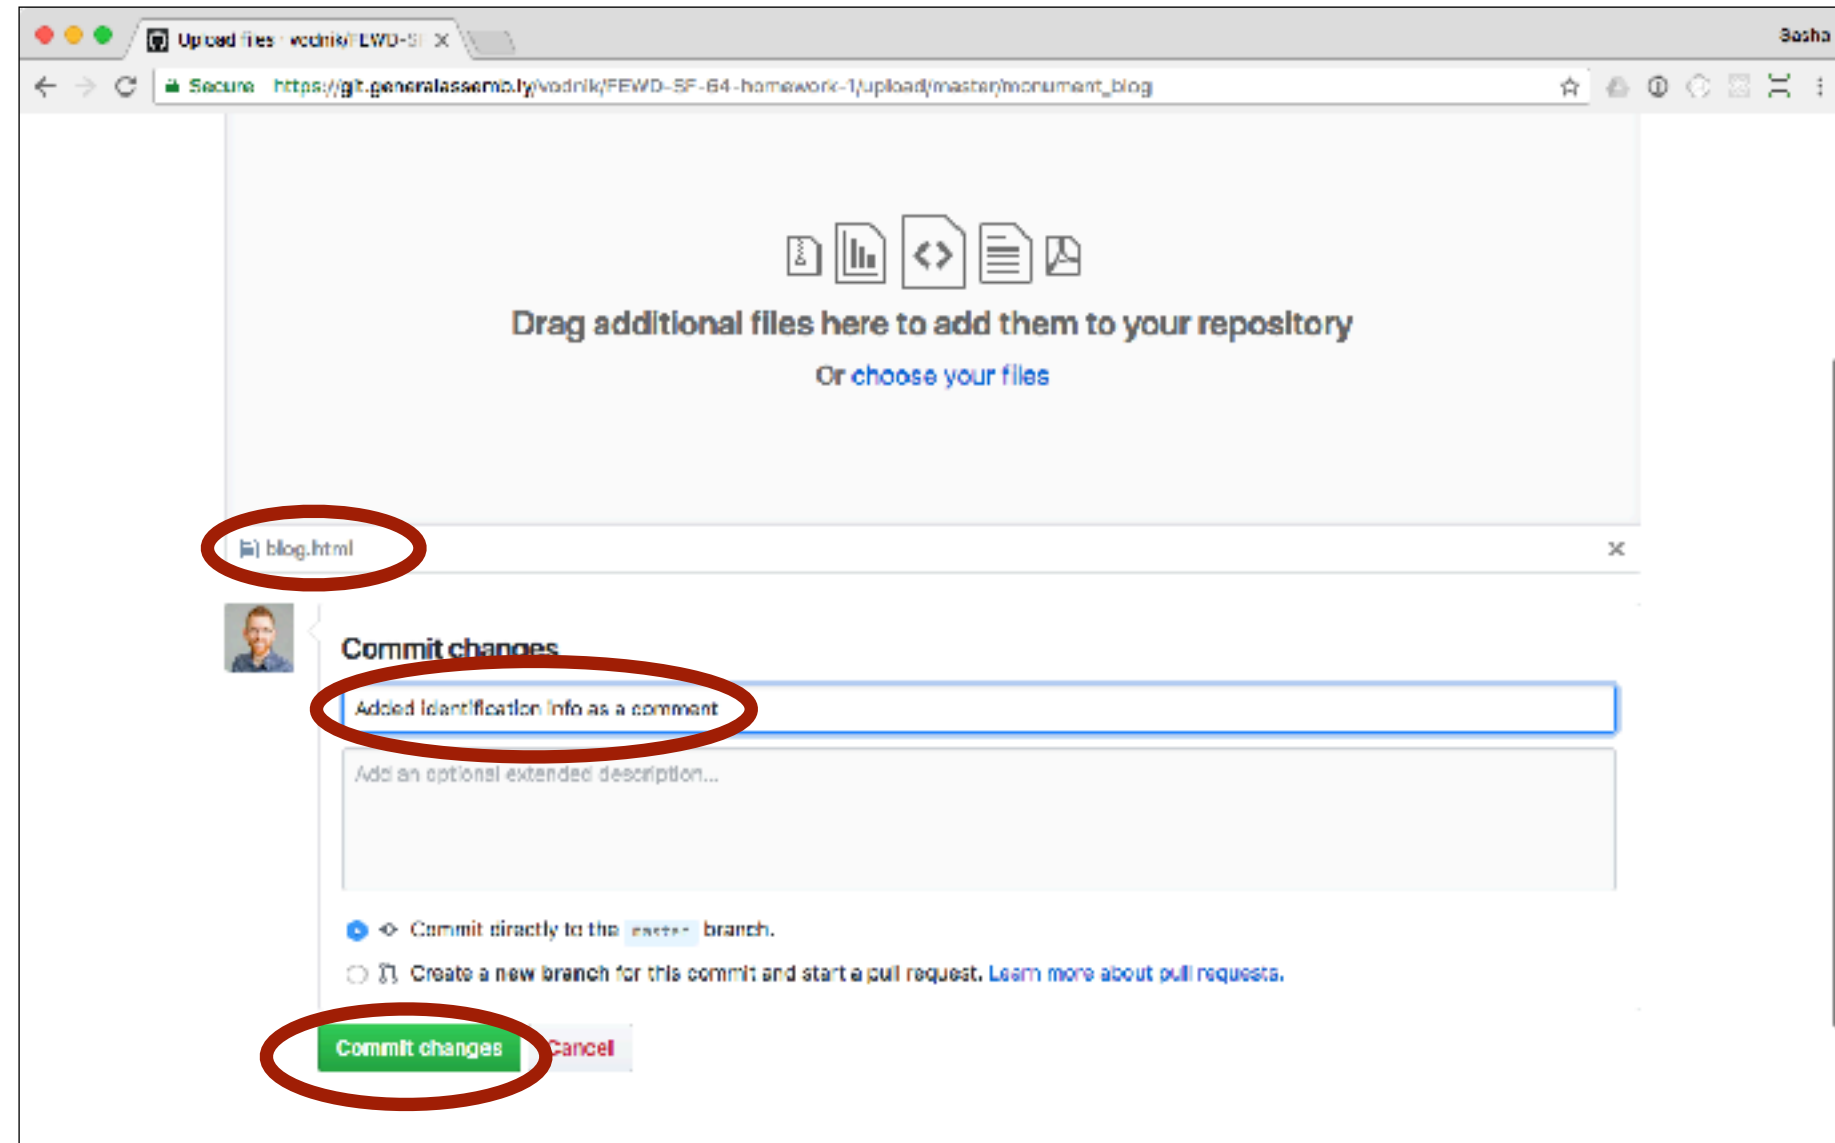 Upload files · vodnik/FEWD-SF
Sasha
Secure https://git.generalassemb.ly/vodnik/FEWD-SF-64-homework-1/upload/master/monument_blog
Drag additional files here to add them to your repository
Or choose your files
blog.html
Commit changes
Added identification info as a comment
Add an optional extended description...
Commit directly to the master branch.
Create a new branch for this commit and start a pull request. Learn more about pull requests.
Commit changes Cancel